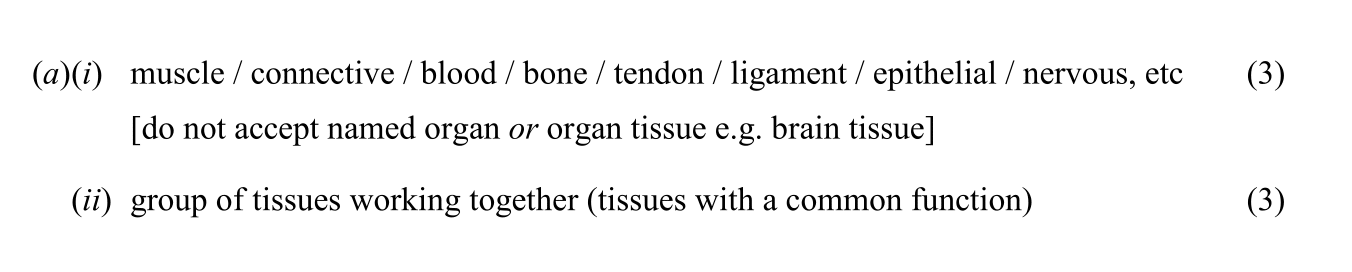 (a)(i) muscle / connective / blood / bone / tendon / ligament / epithelial / nervous, etc (3)
[do not accept named organ or organ tissue e.g. brain tissue]
(ii) group of tissues working together (tissues with a common function) (3)